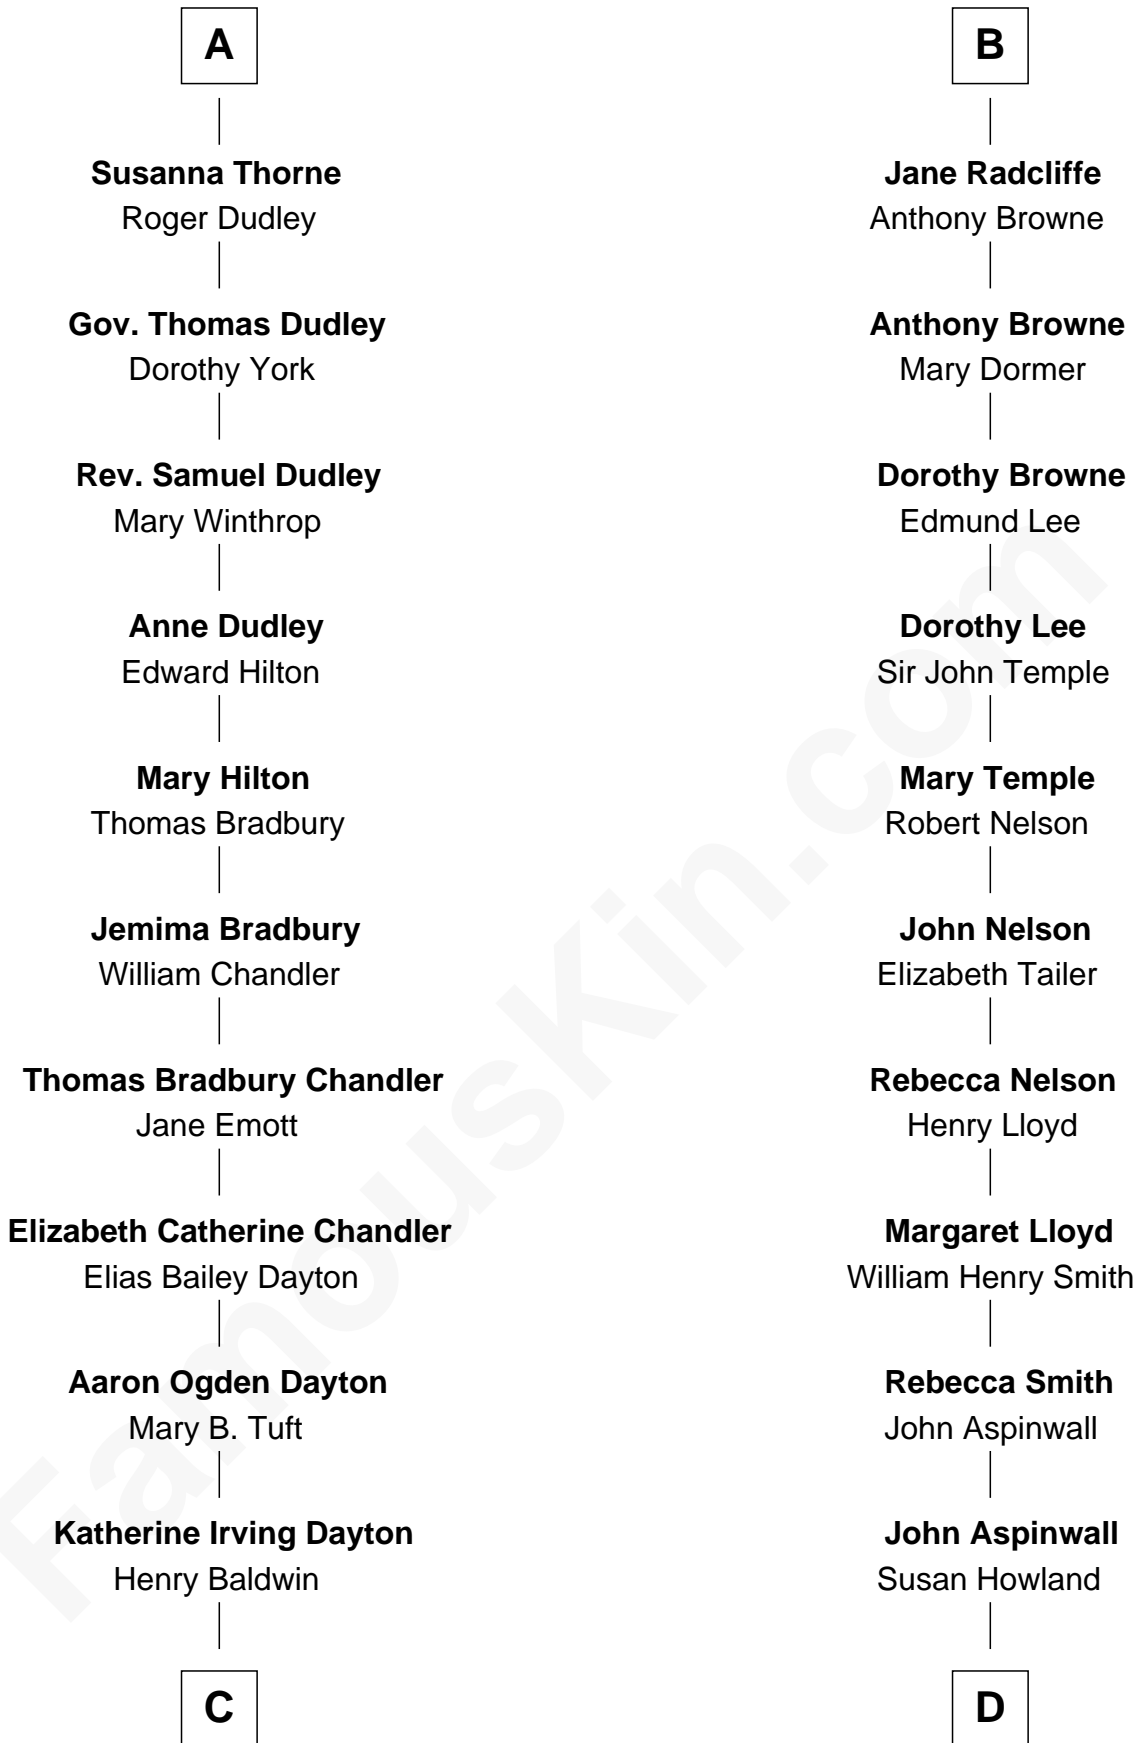 A
Susanna Thorne
Roger Dudley
Gov. Thomas Dudley
Dorothy York
Rev. Samuel Dudley
Mary Winthrop
Anne Dudley
Edward Hilton
Mary Hilton
Thomas Bradbury
Jemima Bradbury
William Chandler
Thomas Bradbury Chandler
Jane Emott
Elizabeth Catherine Chandler
Elias Bailey Dayton
Aaron Ogden Dayton
Mary B. Tuft
Katherine Irving Dayton
Henry Baldwin
C
B
Jane Radcliffe
Anthony Browne
Anthony Browne
Mary Dormer
Dorothy Browne
Edmund Lee
Dorothy Lee
Sir John Temple
Mary Temple
Robert Nelson
John Nelson
Elizabeth Tailer
Rebecca Nelson
Henry Lloyd
Margaret Lloyd
William Henry Smith
Rebecca Smith
John Aspinwall
John Aspinwall
Susan Howland
D
FamousKin.com